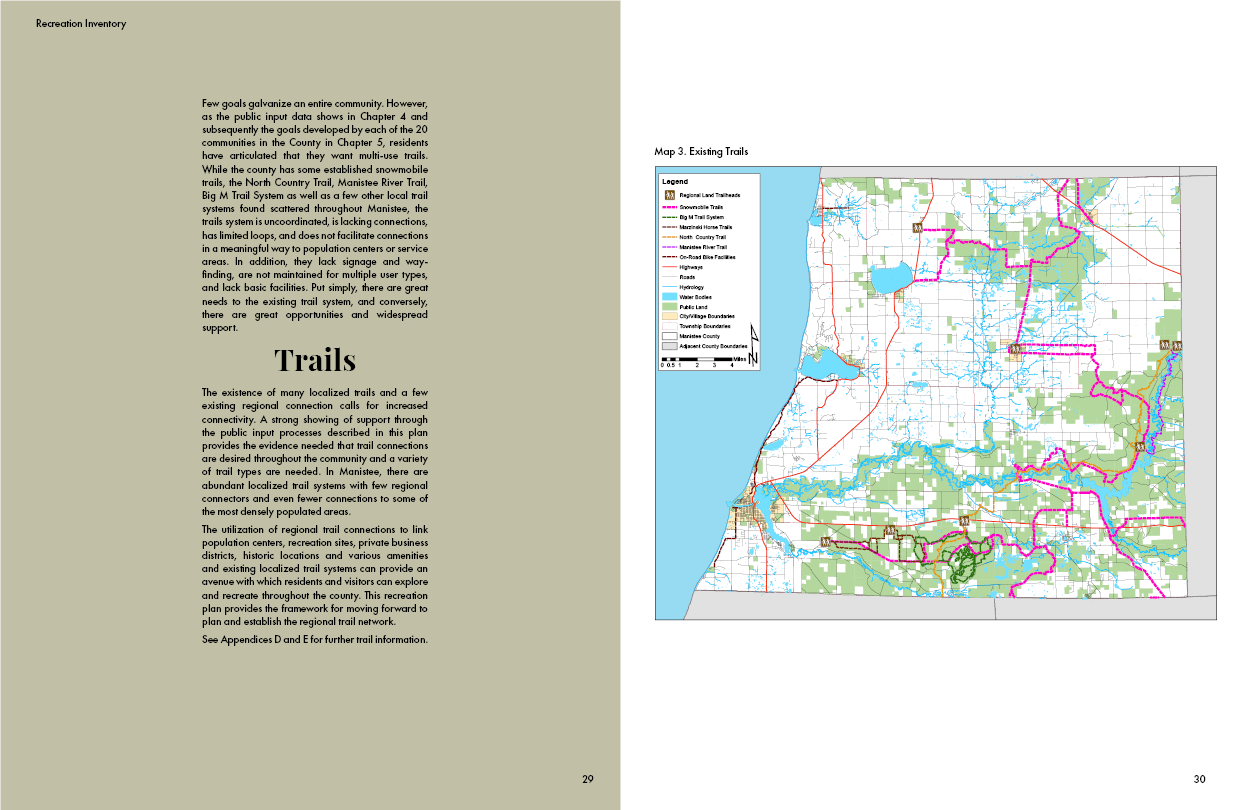 Recreation Inventory
Few goals galvanize an entire community. However,
as the public input data shows in Chapter 4 and
subsequently the goals developed by each of the 20
communities in the County in Chapter 5, residents
have articulated that they want multi-use trails.
While the county has some established snowmobile
trails, the North Country Trail, Manistee River Trail,
Big M Trail System as well as a few other local trail
systems found scattered throughout Manistee, the
trails system is uncoordinated, is lacking connections,
has limited loops, and does not facilitate connections
in a meaningful way to population centers or service
areas. In addition, they lack signage and way-
finding, are not maintained for multiple user types,
and lack basic facilities. Put simply, there are great
needs to the existing trail system, and conversely,
there are great opportunities and widespread
support.
Trails
The existence of many localized trails and a few
existing regional connection calls for increased
connectivity. A strong showing of support through
the public input processes described in this plan
provides the evidence needed that trail connections
are desired throughout the community and a variety
of trail types are needed. In Manistee, there are
abundant localized trail systems with few regional
connectors and even fewer connections to some of
the most densely populated areas.
The utilization of regional trail connections to link
population centers, recreation sites, private business
districts, historic locations and various amenities
and existing localized trail systems can provide an
avenue with which residents and visitors can explore
and recreate throughout the county. This recreation
plan provides the framework for moving forward to
plan and establish the regional trail network.
See Appendices D and E for further trail information.
29
Map 3. Existing Trails
Legend
Regional Land Trailheads
Snowmobile Trails
Big M Trail System
Marzinski Horse Trails
North Country Trail
Manistee River Trail
On-Road Bike Facilities
Highways
Roads
Hydrology
Water Bodies
Public Land
City/Village Boundaries
Township Boundaries
Manistee County
Adjacent County Boundaries
Miles
0 0.5 1 2 3 4
N
30